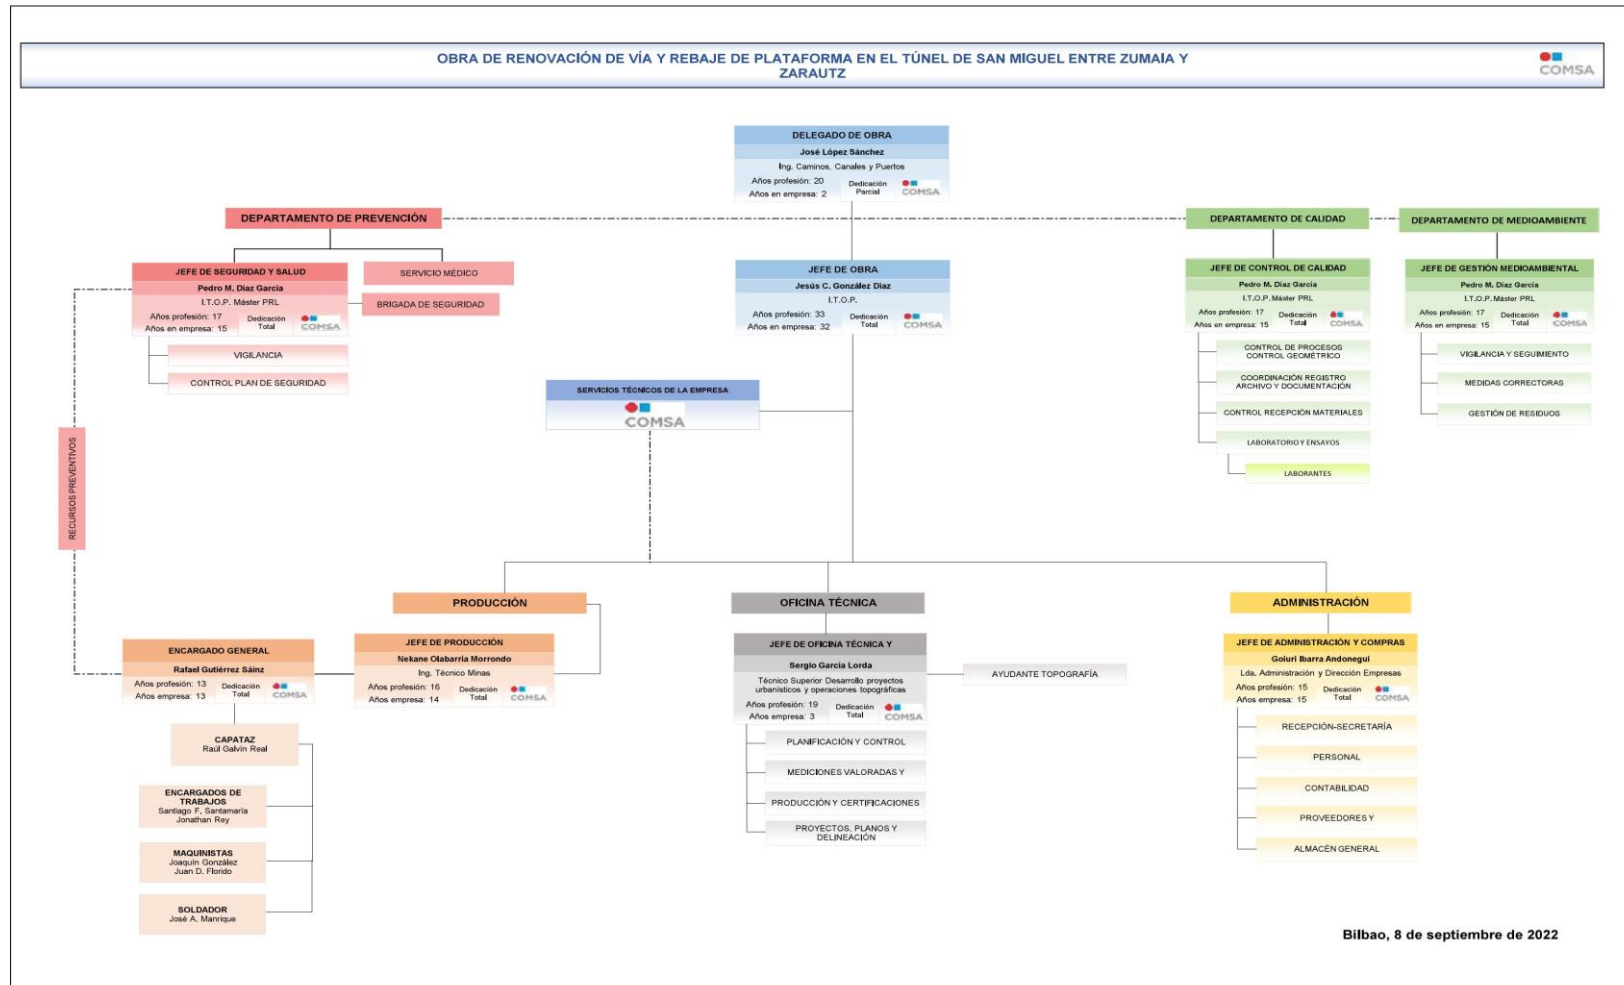 OBRA DE RENOVACIÓN DE VÍA Y REBAJE DE PLATAFORMA EN EL TÚNEL DE SAN MIGUEL ENTRE ZUMAIA Y
ZARAUTZ
COMSA
DELEGADO DE OBRA
José López Sánchez
Ing. Caminos, Canales y Puertos
Años profesión: 20
Años en empresa: 2
Dedicación
Parcial
COMSA
DEPARTAMENTO DE PREVENCIÓN
DEPARTAMENTO DE CALIDAD
DEPARTAMENTO DE MEDIOAMBIENTE
JEFE DE SEGURIDAD Y SALUD
Pedro M. Diaz García
I.T.O.P. Máster PRL
Años profesión: 17
Años en empresa: 15
Dedicación
Total
COMSA
SERVICIO MÉDICO
BRIGADA DE SEGURIDAD
VIGILANCIA
CONTROL PLAN DE SEGURIDAD
RECURSOS PREVENTIVOS
JEFE DE OBRA
Jesús C. González Díaz
I.T.O.P.
Años profesión: 33
Años en empresa: 32
Dedicación
Total
COMSA
JEFE DE CONTROL DE CALIDAD
Pedro M. Diaz García
I.T.O.P. Máster PRL
Años profesión: 17
Años en empresa: 15
Dedicación
Total
COMSA
CONTROL DE PROCESOS
CONTROL GEOMÉTRICO
COORDINACIÓN REGISTRO
ARCHIVO Y DOCUMENTACIÓN
CONTROL RECEPCIÓN MATERIALES
LABORATORIO Y ENSAYOS
LABORANTES
JEFE DE GESTIÓN MEDIOAMBIENTAL
Pedro M. Diaz García
I.T.O.P. Máster PRL
Años profesión: 17
Años en empresa: 15
Dedicación
Total
COMSA
VIGILANCIA Y SEGUIMIENTO
MEDIDAS CORRECTORAS
GESTIÓN DE RESIDUOS
SERVICIOS TÉCNICOS DE LA EMPRESA
COMSA
PRODUCCIÓN
OFICINA TÉCNICA
ADMINISTRACIÓN
ENCARGADO GENERAL
Rafael Gutiérrez Sáinz
Años profesión: 13
Años empresa: 13
Dedicación
Total
COMSA
JEFE DE PRODUCCIÓN
Nekane Olabarria Morrondo
Ing. Técnico Minas
Años profesión: 16
Años empresa: 14
Dedicación
Total
COMSA
CAPATAZ
Raúl Galvin Real
ENCARGADOS DE
TRABAJOS
Santiago F, Santamaría
Jonathan Rey
MAQUINISTAS
Joaquín González
Juan D. Florido
SOLDADOR
José A, Manrique
JEFE DE OFICINA TÉCNICA Y
Sergio García Lorda
Técnico Superior Desarrollo proyectos
urbanísticos y operaciones topográficas
Años profesión: 19
Años empresa: 3
Dedicación
Total
COMSA
AYUDANTE TOPOGRAFÍA
PLANIFICACIÓN Y CONTROL
MEDICIONES VALORADAS Y
PRODUCCIÓN Y CERTIFICACIONES
PROYECTOS, PLANOS Y
DELINEACIÓN
JEFE DE ADMINISTRACIÓN Y COMPRAS
Goiuri Ibarra Andonegui
Lda. Administración y Dirección Empresas
Años profesión: 15
Años empresa: 15
Dedicación
Total
COMSA
RECEPCIÓN-SECRETARÍA
PERSONAL
CONTABILIDAD
PROVEEDORES Y
ALMACÉN GENERAL
Bilbao, 8 de septiembre de 2022